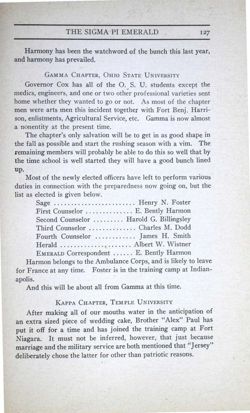 THE SIGMA PI EMERALD 127
Harmony has been the watchword of the bunch this last year,
and harmony has prevailed.
GAMMA CHAPTER, OHIO STATE UNIVERSITY
Governor Cox has all of the O. S. U. students except the
medics, engineers, and one or two other professional varieties sent
home whether they wanted to go or not. As most of the chapter
men were arts men this incident together with Fort Benj. Harri-
son, enlistments, Agricultural Service, etc. Gamma is now almost
a nonentity at the present time.
The chapter's only salvation will be to get in as good shape in
the fall as possible and start the rushing season with a vim. The
remaining members will probably be able to do this so well that by
the time school is well started they will have a good bunch lined
up.
Most of the newly elected officers have left to perform various
duties in connection with the preparedness now going on, but the
list as elected is given below.
Sage ........................ Henry N. Foster
First Counselor .............. E. Bently Harmon
Second Counselor ......... Harold G. Billingsley
Third Counselor .............. Charles M. Dodd
Fourth Counselor ............ James H. Smith
Herald ...................... Albert W. Wistner
EMERALD Correspondent ...... E. Bently Harmon
Harmon belongs to the Ambulance Corps, and is likely to leave
for France at any time. Foster is in the training camp at Indian-
apolis.
And this will be about all from Gamma at this time.
KAPPA CHAPTER, TEMPLE UNIVERSITY
After making all of our mouths water in the anticipation of
an extra sized piece of wedding cake, Brother "Alex" Paul has
put it off for a time and has joined the training camp at Fort
Niagara. It must not be inferred, however, that just because
marriage and the military service are both mentioned that "Jersey"
deliberately chose the latter for other than patriotic reasons.